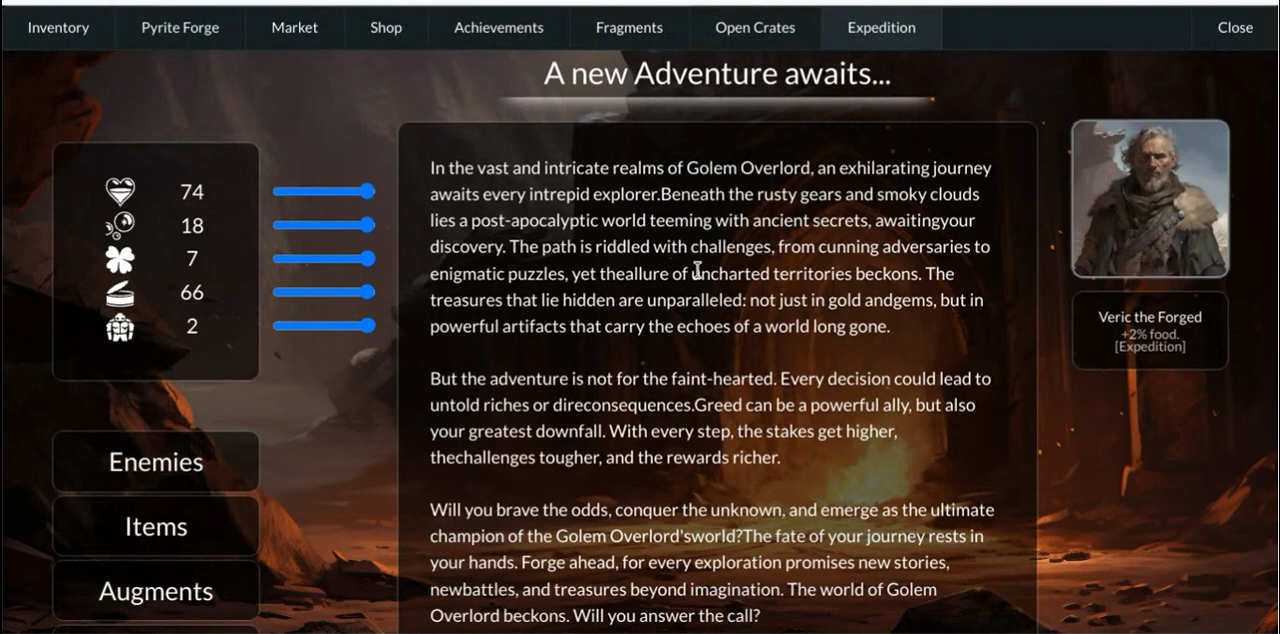 Inventory
Pyrite Forge
Market
Shop
Achievements
Fragments
Open Crates
Expedition
Close
A new Adventure awaits...
74
18
7
66
2
Enemies
Items
Augments
In the vast and intricate realms of Golem Overlord, an exhilarating journey
awaits every intrepid explorer.Beneath the rusty gears and smoky clouds
lies a post-apocalyptic world teeming with ancient secrets, awaitingyour
discovery. The path is riddled with challenges, from cunning adversaries to
enigmatic puzzles, yet theallure of uncharted territories beckons. The
treasures that lie hidden are unparalleled: not just in gold andgems, but in
powerful artifacts that carry the echoes of a world long gone.
But the adventure is not for the faint-hearted. Every decision could lead to
untold riches or direconsequences.Greed can be a powerful ally, but also
your greatest downfall. With every step, the stakes get higher,
thechallenges tougher, and the rewards richer.
Will you brave the odds, conquer the unknown, and emerge as the ultimate
champion of the Golem Overlord'sworld?The fate of your journey rests in
your hands. Forge ahead, for every exploration promises new stories,
newbattles, and treasures beyond imagination. The world of Golem
Overlord beckons. Will you answer the call?
Veric the Forged
+2% food.
[Expedition]